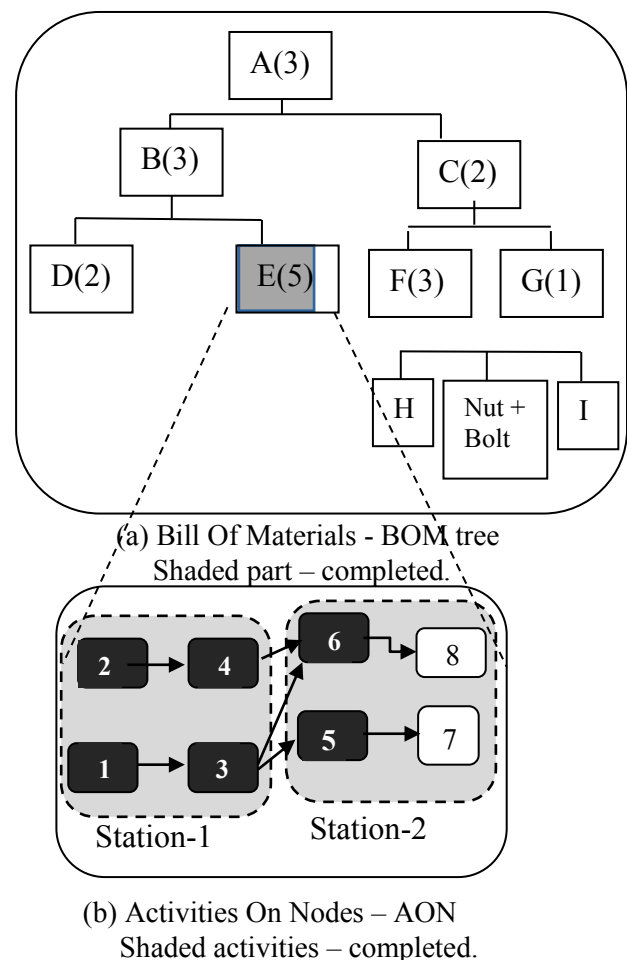 A(3)
B(3)
C(2)
D(2)
E(5)
F(3)
G(1)
H
Nut +
Bolt
I
(a) Bill Of Materials - BOM tree
Shaded part – completed.
2
4
6
8
1
3
5
7
Station-1
Station-2
(b) Activities On Nodes – AON
Shaded activities – completed.